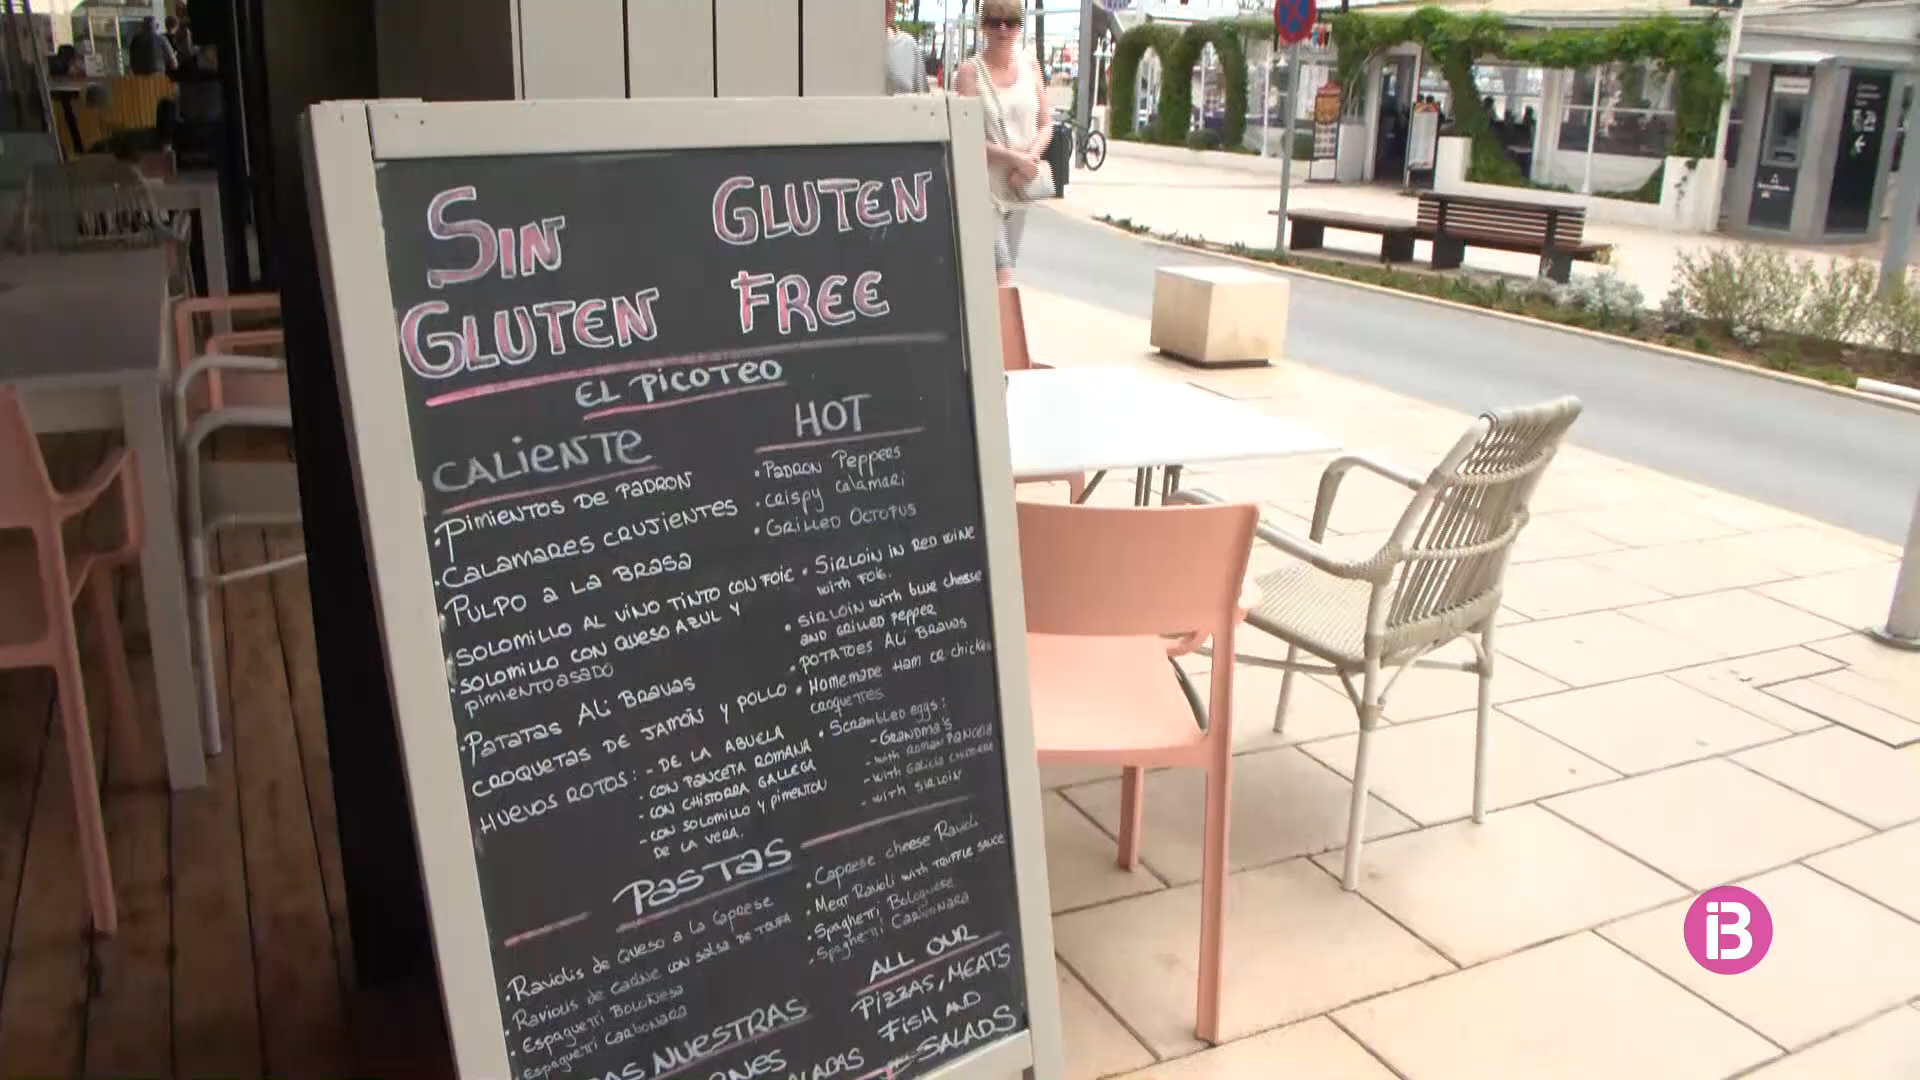 SIN GLUTEN
GLUTEN FREE
EL PICOTEO
CALIENTE
• PIMIENTOS DE PADRON
• CALAMARES CRUJIENTES
• PULPO a LA BRASA
• SOLOMILLO AL VINO TINTO CON FOIE
• SOLOMILLO CON QUESO AZUL Y
pimiento asado
• PATATAS ALi BRAVAS
CROQUETAS DE JAMÓN Y POLLO
HUEVOS ROTOS: - DE LA ABUELA
- CON PANCETA ROMANA
- CON CHISTORRA GALLEGA
- CON SOLOMILLO Y PIMENTON
DE LA VERA.
HOT
• PADRON Peppers
• CRISPY CALAMARI
• GRILLED OCTOPUS
• SIRLOIN IN RED WINE
with FOIE.
• SIRLOIN with blue cheese
AND GRILLED PEPPER
• POTATOES ALi BRAVAS
• Homemade HAM OR chicken
CROQUETTES
• Scrambled eggs:
- GRANDMA'S
- with ROMAN PANCETA
- with
- with SIRLOIN
PASTAS
• Raviolis de Queso a la Caprese
• Raviolis de Carne con salsa de TRUFA
• Espaguetti Boloñesa
• Espaguetti Carbonara
• Caprese cheese Ravioli
• Meat Ravioli with TRUFFLE SAUCE
• Spaghetti Bolognese
• Spaghetti Carbonara
AS NUESTRAS
RNES
ALADAS
ALL OUR
PIZZAS, MEATS
FISH AND
SALADS
iB